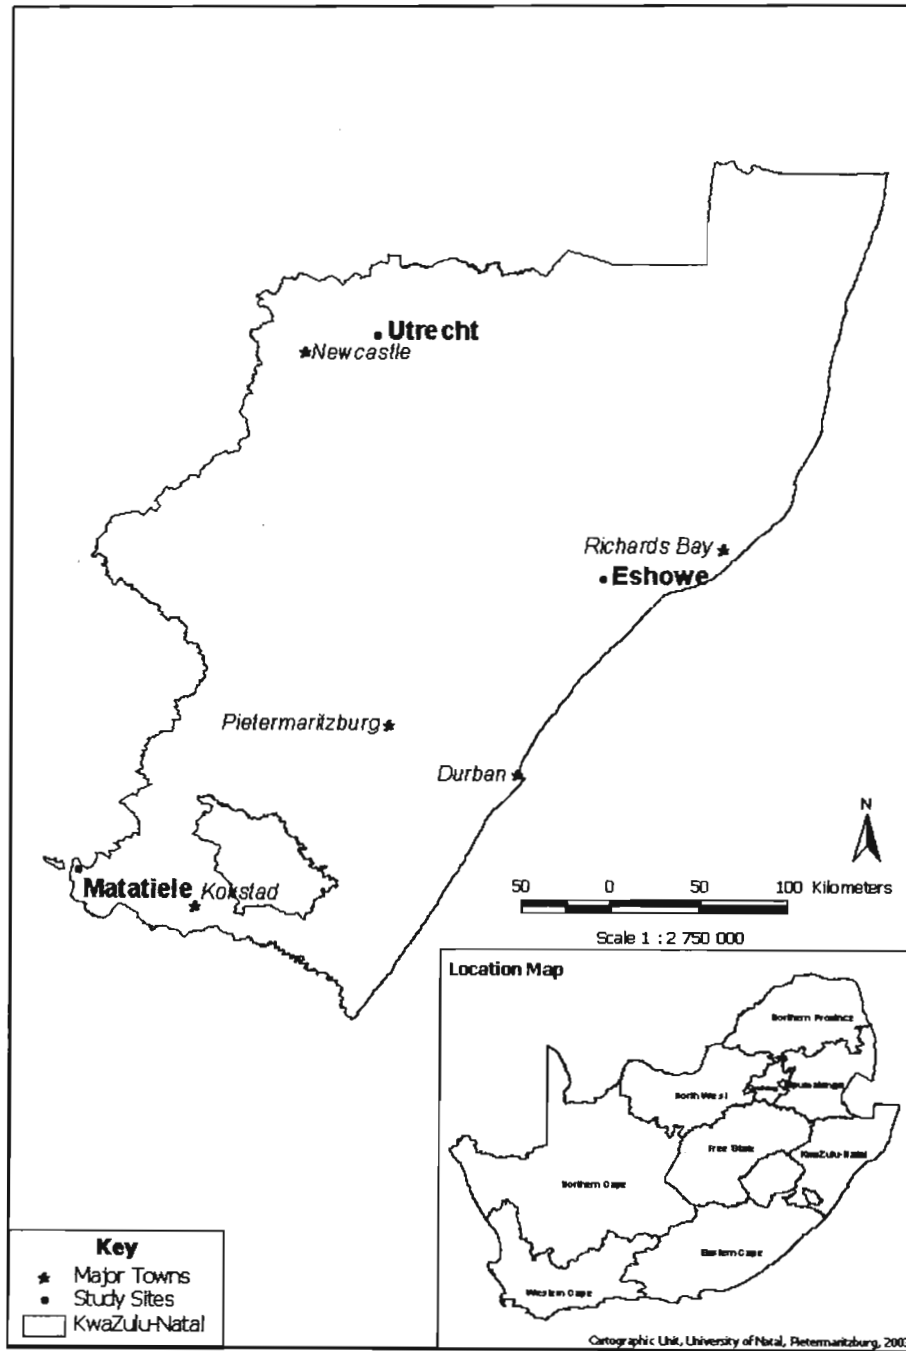 Utrecht
Newcastle
Richards Bay
Eshowe
Pietermaritzburg
Durban
Matatiele
Kokstad
N
50 0 50 100 Kilometers
Scale 1 : 2 750 000
Location Map
Northern Province
North West
Free State
KwaZulu-Natal
Northern Cape
Eastern Cape
Western Cape
Key
Major Towns
Study Sites
KwaZulu-Natal
Cartographic Unit, University of Natal, Pietermaritzburg,